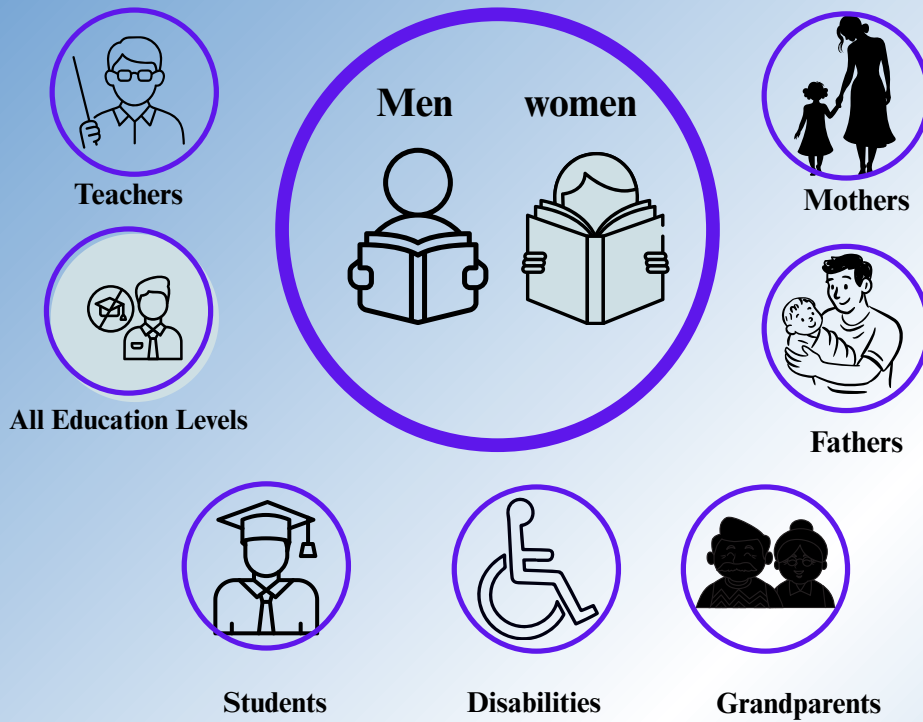 Men women
Teachers
Mothers
All Education Levels
Fathers
Students
Disabilities
Grandparents